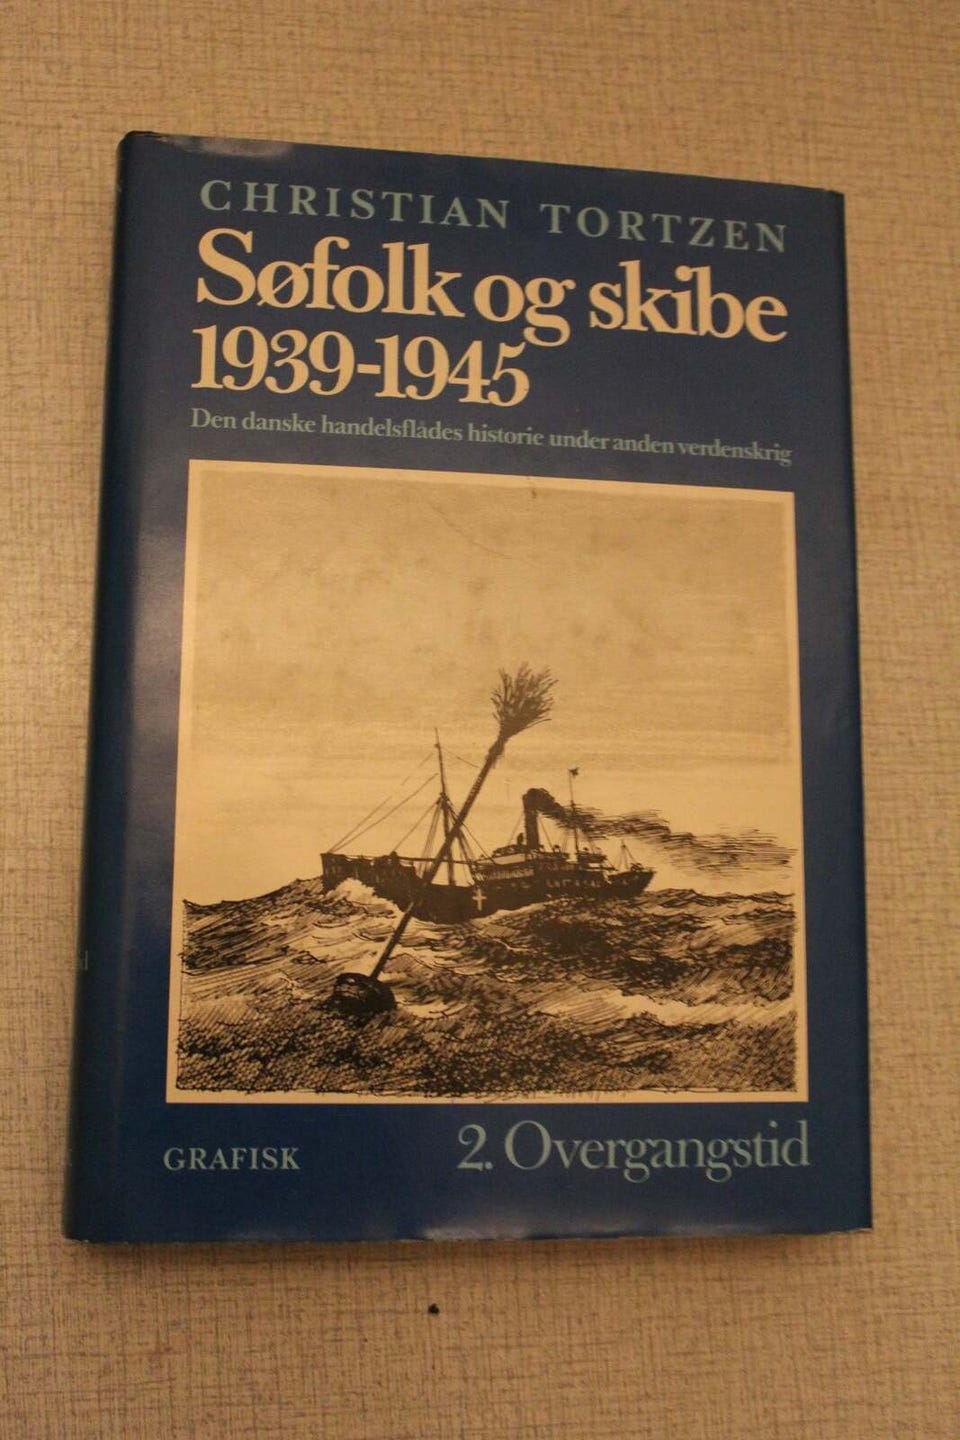 CHRISTIAN TORTZEN
Søfolk og skibe
1939-1945
Den danske handelsflådes historie under anden verdenskrig
GRAFISK
2. Overgangstid